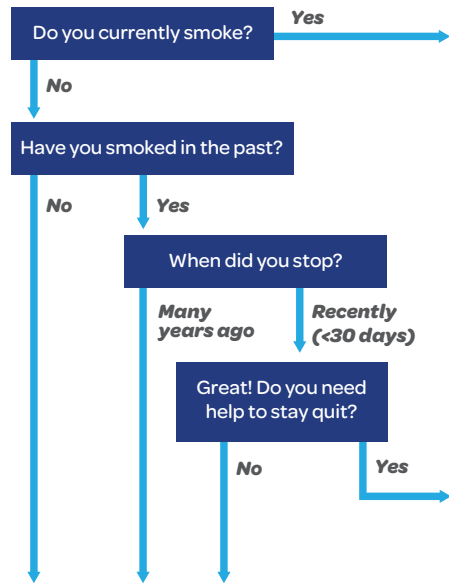 Do you currently smoke?
Yes
No
Have you smoked in the past?
No
Yes
When did you stop?
Many
years ago
Recently
(<30 days)
Great! Do you need
help to stay quit?
No
Yes